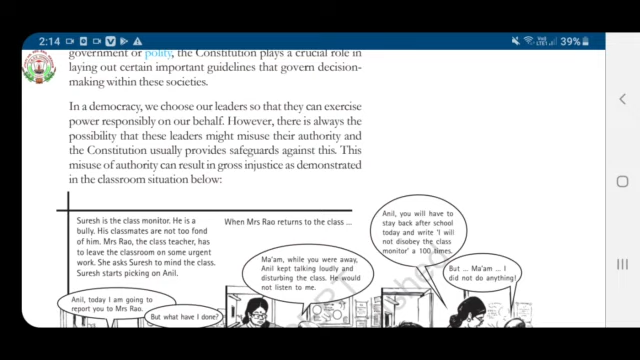 2:14
39%
government or polity, the Constitution plays a crucial role in
laying out certain important guidelines that govern decision-
making within these societies.
In a democracy, we choose our leaders so that they can exercise
power responsibly on our behalf. However, there is always the
possibility that these leaders might misuse their authority and
the Constitution usually provides safeguards against this. This
misuse of authority can result in gross injustice as demonstrated
in the classroom situation below:
Suresh is the class monitor. He is a
bully. His classmates are not too fond
of him. Mrs Rao, the class teacher, has
to leave the classroom on some urgent
work. She asks Suresh to mind the class.
Suresh starts picking on Anil.
Anil, today I am going to
report you to Mrs Rao.
But what have I done?
When Mrs Rao returns to the class ...
Ma'am, while you were away,
Anil kept talking loudly and
disturbing the class. He would
not listen to me.
Anil, you will have to
stay back after school
today and write 'I will
not disobey the class
monitor' a 100 times.
But ... Ma'am ... I
did not do anything!